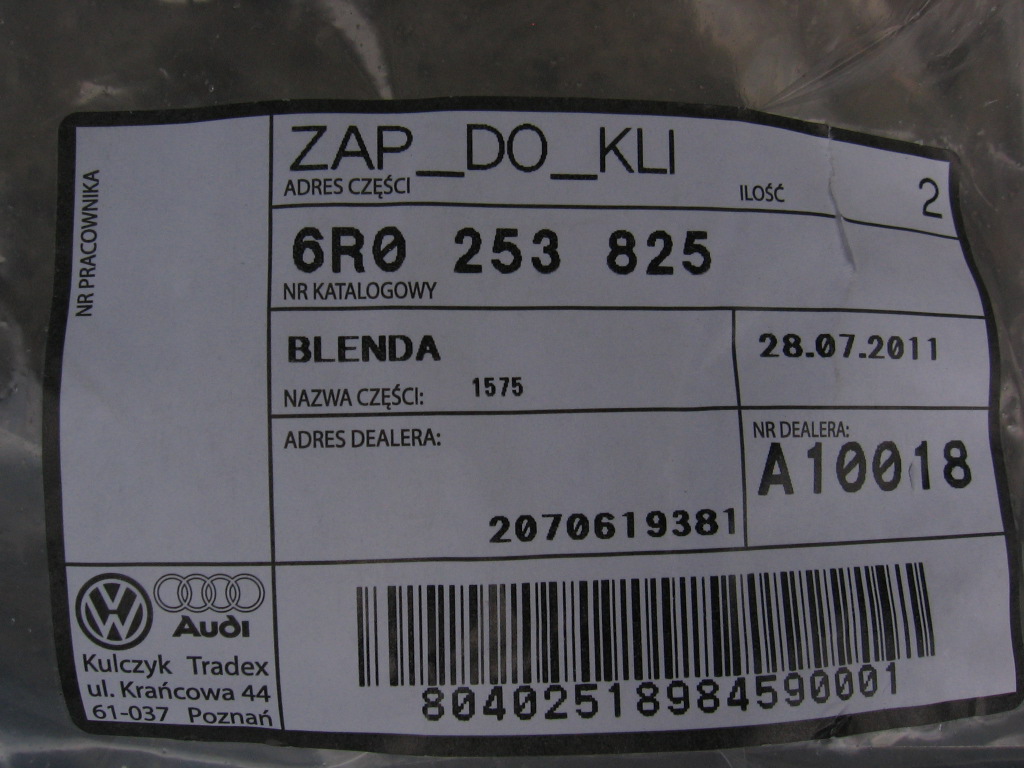 NR PRACOWNIKA
ZAP_DO_KLI
ADRES CZĘŚCI
ILOŚĆ
2
6R0 253 825
NR KATALOGOWY
BLENDA
28.07.2011
NAZWA CZĘŚCI: 1575
ADRES DEALERA:
NR DEALERA:
A10018
2070619381
Audi
Kulczyk Tradex
ul. Krańcowa 44
61-037 Poznań
80402518984590001